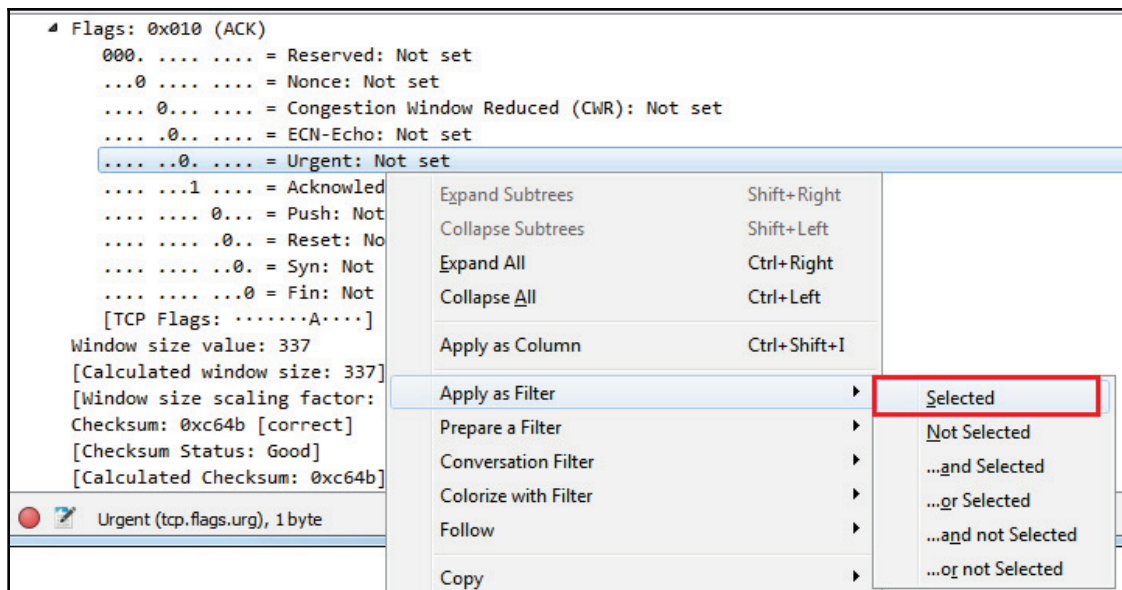 Flags: 0x010 (ACK)
000. .... .... = Reserved: Not set
...0 .... .... = Nonce: Not set
.... 0... .... = Congestion Window Reduced (CWR): Not set
.... .0.. .... = ECN-Echo: Not set
.... ..0. .... = Urgent: Not set
.... ...1 .... = Acknowled
.... .... 0... = Push: Not
.... .... .0.. = Reset: No
.... .... ..0. = Syn: Not
.... .... ...0 = Fin: Not
[TCP Flags: ·······A····]
Window size value: 337
[Calculated window size: 337]
[Window size scaling factor:
Checksum: 0xc64b [correct]
[Checksum Status: Good]
[Calculated Checksum: 0xc64b]
Urgent (tcp.flags.urg), 1 byte
Expand Subtrees Shift+Right
Collapse Subtrees Shift+Left
Expand All Ctrl+Right
Collapse All Ctrl+Left
Apply as Column Ctrl+Shift+I
Apply as Filter
Prepare a Filter
Conversation Filter
Colorize with Filter
Follow
Copy
Selected
Not Selected
...and Selected
...or Selected
...and not Selected
...or not Selected